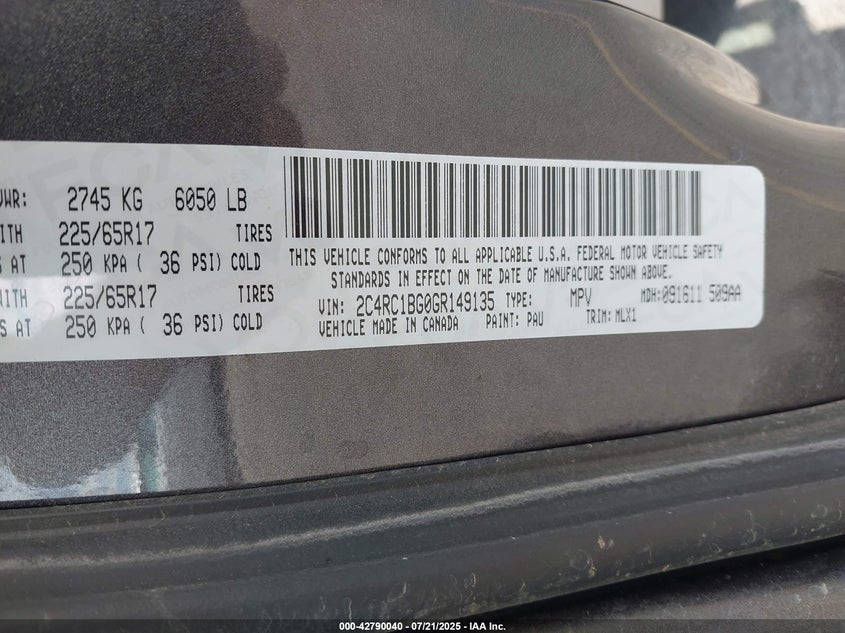 VWR: 2745 KG 6050 LB
WITH 225/65R17 TIRES
S AT 250 KPA ( 36 PSI) COLD
WITH 225/65R17 TIRES
S AT 250 KPA ( 36 PSI) COLD
THIS VEHICLE CONFORMS TO ALL APPLICABLE U.S.A. FEDERAL MOTOR VEHICLE SAFETY
STANDARDS IN EFFECT ON THE DATE OF MANUFACTURE SHOWN ABOVE.
VIN: 2C4RC1BG0GR149135 TYPE: MPV MDH:091611 509AA
VEHICLE MADE IN CANADA PAINT: PAU TRIM: MLX1
000-42790040 - 07/21/2025 - IAA Inc.